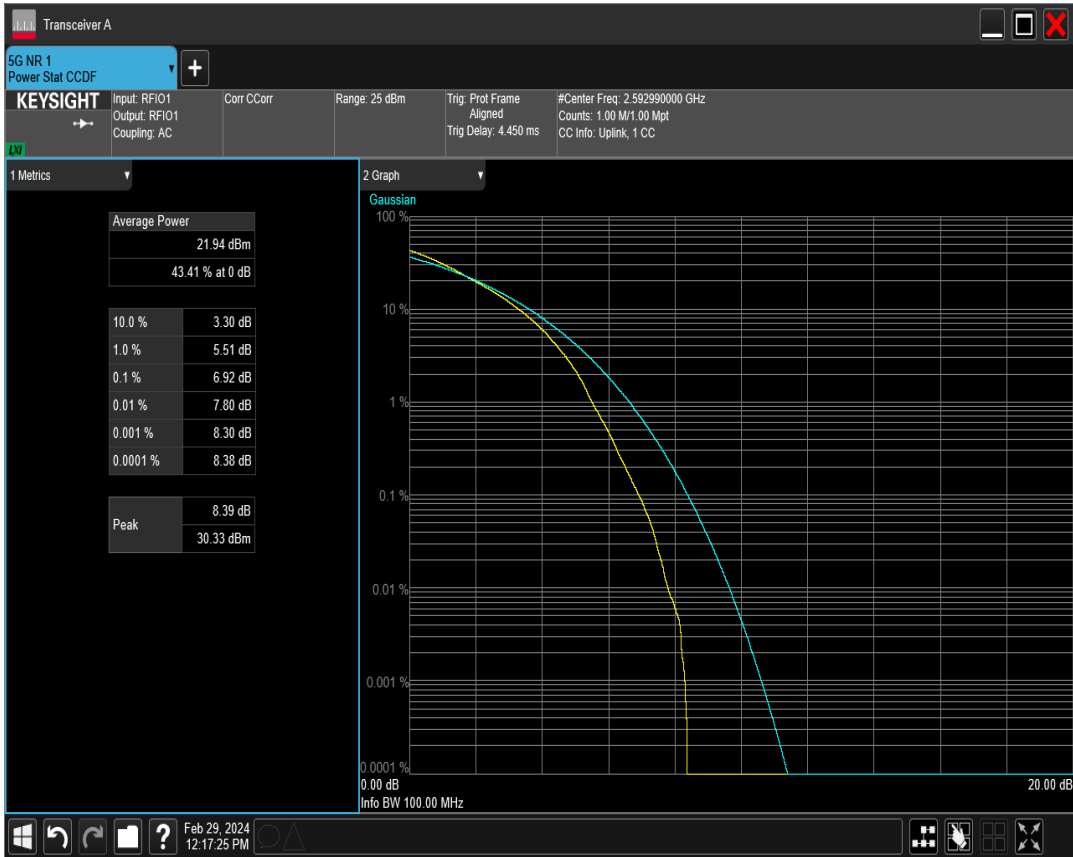 Transceiver A
5G NR 1
Power Stat CCDF
+
KEYSIGHT
LXI
Input: RFIO1
Output: RFIO1
Coupling: AC
Corr CCorr
Range: 25 dBm
Trig: Prot Frame
Aligned
Trig Delay: 4.450 ms
#Center Freq: 2.592990000 GHz
Counts: 1.00 M/1.00 Mpt
CC Info: Uplink, 1 CC
1 Metrics
Average Power
21.94 dBm
43.41 % at 0 dB
10.0 % 3.30 dB
1.0 % 5.51 dB
0.1 % 6.92 dB
0.01 % 7.80 dB
0.001 % 8.30 dB
0.0001 % 8.38 dB
Peak
8.39 dB
30.33 dBm
2 Graph
Gaussian
100 %
10 %
1 %
0.1 %
0.01 %
0.001 %
0.0001 %
0.00 dB 20.00 dB
Info BW 100.00 MHz
?
Feb 29, 2024
12:17:25 PM